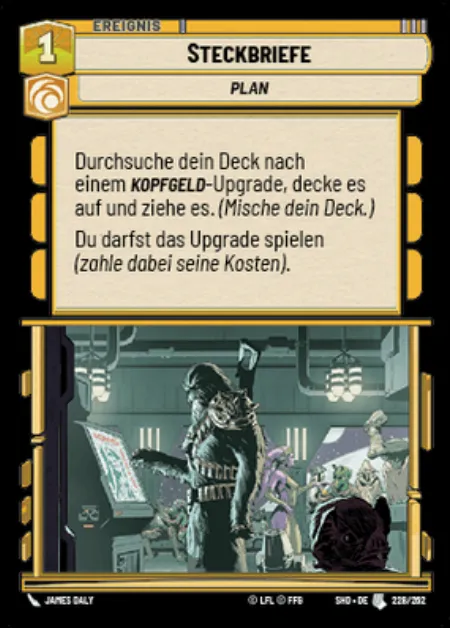 EREIGNIS
1
STECKBRIEFE
PLAN
Durchsuche dein Deck nach
einem KOPFGELD-Upgrade, decke es
auf und ziehe es. (Mische dein Deck.)
Du darfst das Upgrade spielen
(zahle dabei seine Kosten).
JAMES DALY
© LFL © FFG
SHD • DE
228/262